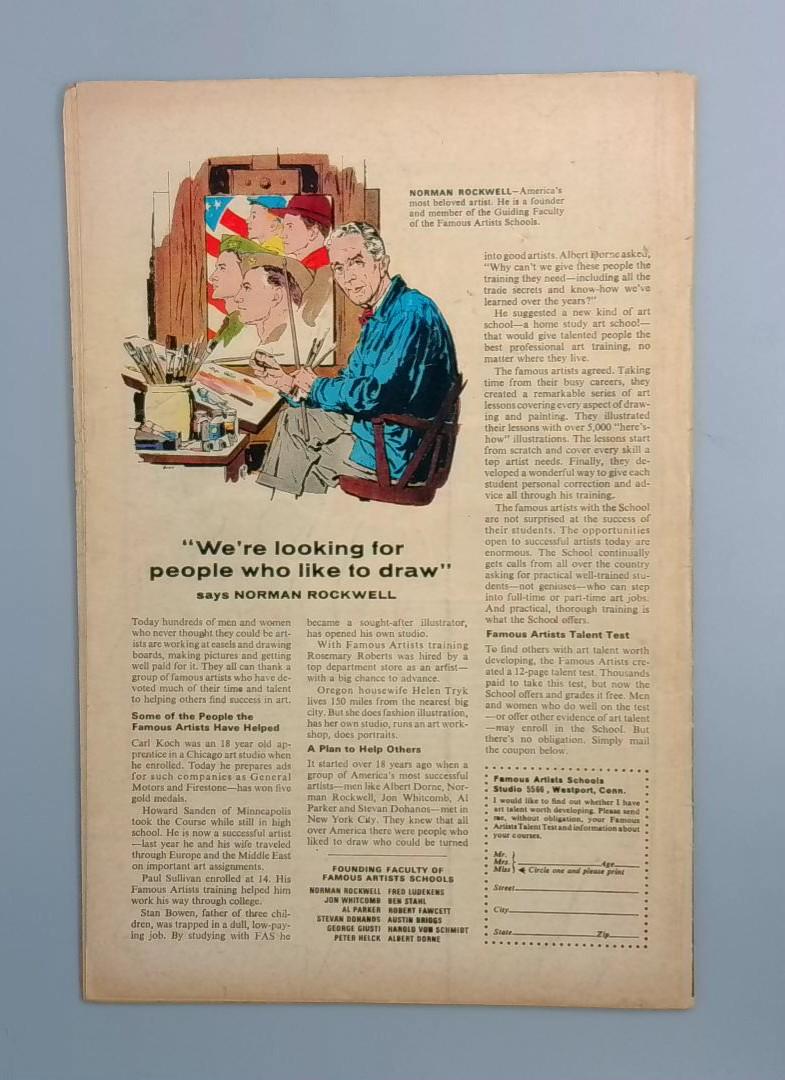 NORMAN ROCKWELL—America's
most beloved artist. He is a founder
and member of the Guiding Faculty
of the Famous Artists Schools.
"We're looking for
people who like to draw"
says NORMAN ROCKWELL
Today hundreds of men and women
who never thought they could be art-
ists are working at easels and drawing
boards, making pictures and getting
well paid for it. They all can thank a
group of famous artists who have de-
voted much of their time and talent
to helping others find success in art.
Some of the People the
Famous Artists Have Helped
Carl Koch was an 18 year old ap-
prentice in a Chicago art studio when
he enrolled. Today he prepares ads
for such companies as General
Motors and Firestone—has won five
gold medals.
Howard Sanden of Minneapolis
took the Course while still in high
school. He is now a successful artist
—last year he and his wife traveled
through Europe and the Middle East
on important art assignments.
Paul Sullivan enrolled at 14. His
Famous Artists training helped him
work his way through college.
Stan Bowen, father of three chil-
dren, was trapped in a dull, low-pay-
ing job. By studying with FAS he
became a sought-after illustrator,
has opened his own studio.
With Famous Artists training
Rosemary Roberts was hired by a
top department store as an artist—
with a big chance to advance.
Oregon housewife Helen Tryk
lives 150 miles from the nearest big
city. But she does fashion illustration,
has her own studio, runs an art work-
shop, does portraits.
A Plan to Help Others
It started over 18 years ago when a
group of America's most successful
artists—men like Albert Dorne, Nor-
man Rockwell, Jon Whitcomb, Al
Parker and Stevan Dohanos—met in
New York City. They knew that all
over America there were people who
liked to draw who could be turned
FOUNDING FACULTY OF
FAMOUS ARTISTS SCHOOLS
NORMAN ROCKWELL FRED LUDEKENS
JON WHITCOMB BEN STAHL
AL PARKER ROBERT FAWCETT
STEVAN DOHANOS AUSTIN BRIGGS
GEORGE GIUSTI HAROLD VON SCHMIDT
PETER HELCK ALBERT DORNE
into good artists. Albert Dorne asked,
"Why can't we give these people the
training they need—including all the
trade secrets and know-how we've
learned over the years?"
He suggested a new kind of art
school—a home study art school—
that would give talented people the
best professional art training, no
matter where they live.
The famous artists agreed. Taking
time from their busy careers, they
created a remarkable series of art
lessons covering every aspect of draw-
ing and painting. They illustrated
their lessons with over 5,000 "here's-
how" illustrations. The lessons start
from scratch and cover every skill a
top artist needs. Finally, they de-
veloped a wonderful way to give each
student personal correction and ad-
vice all through his training.
The famous artists with the School
are not surprised at the success of
their students. The opportunities
open to successful artists today are
enormous. The School continually
gets calls from all over the country
asking for practical well-trained stu-
dents—not geniuses—who can step
into full-time or part-time art jobs.
And practical, thorough training is
what the School offers.
Famous Artists Talent Test
To find others with art talent worth
developing, the Famous Artists cre-
ated a 12-page talent test. Thousands
paid to take this test, but now the
School offers and grades it free. Men
and women who do well on the test
—or offer other evidence of art talent
—may enroll in the School. But
there's no obligation. Simply mail
the coupon below.
Famous Artists Schools
Studio 5566, Westport, Conn.
I would like to find out whether I have
art talent worth developing. Please send
me, without obligation, your Famous
Artists Talent Test and information about
your courses.
Mr.
Mrs. Age
Miss Circle one and please print
Street
City
State Zip